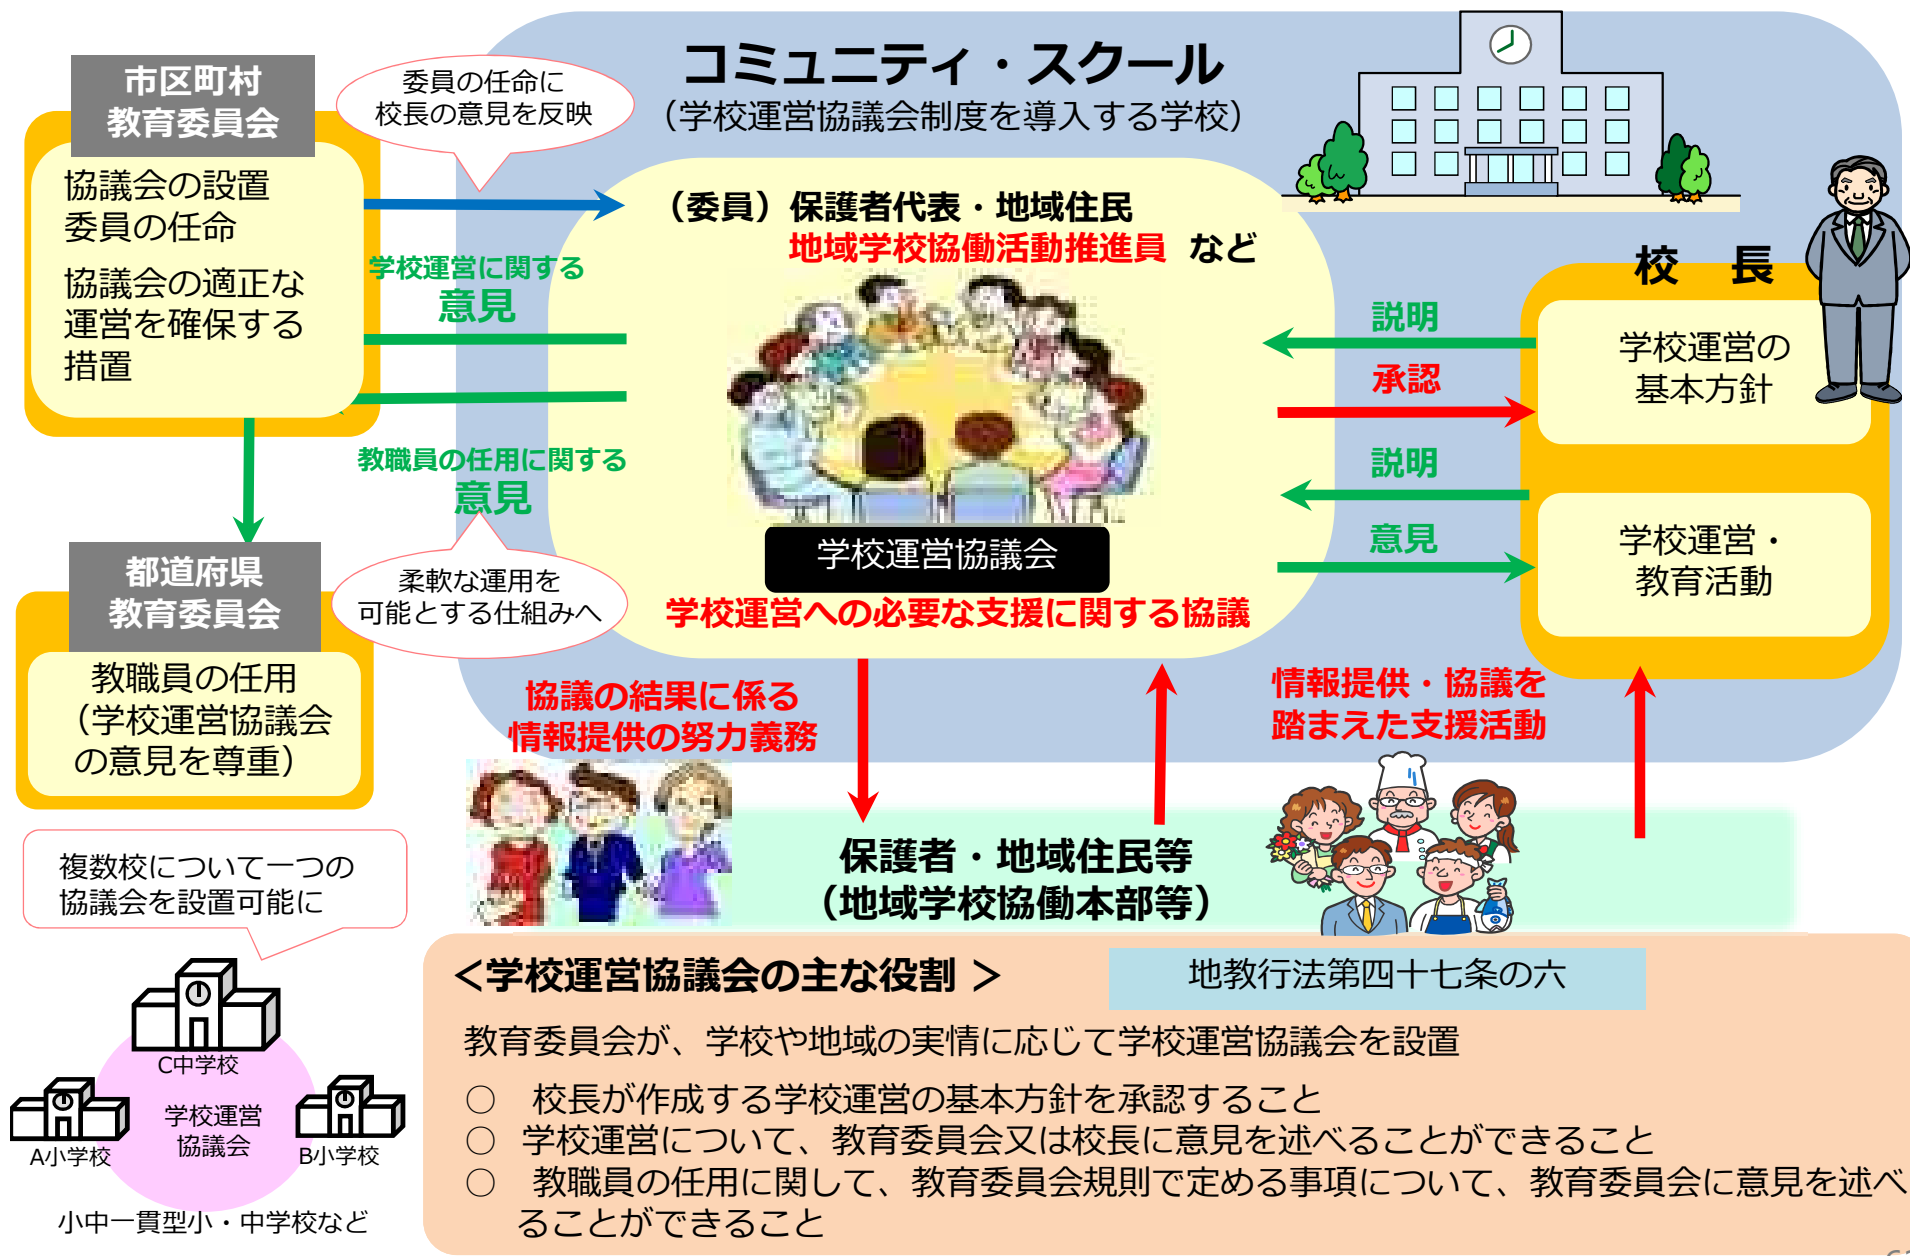 コミュニティ・スクール
（学校運営協議会制度を導入する学校）
市区町村
教育委員会
協議会の設置
委員の任命
協議会の適正な
運営を確保する
措置
委員の任命に
校長の意見を反映
（委員）保護者代表・地域住民
地域学校協働活動推進員 など
学校運営に関する
意見
教職員の任用に関する
意見
柔軟な運用を
可能とする仕組みへ
学校運営協議会
学校運営への必要な支援に関する協議
校 長
説明
承認
説明
意見
学校運営の
基本方針
学校運営・
教育活動
都道府県
教育委員会
教職員の任用
（学校運営協議会
の意見を尊重）
協議の結果に係る
情報提供の努力義務
情報提供・協議を
踏まえた支援活動
保護者・地域住民等
（地域学校協働本部等）
複数校について一つの
協議会を設置可能に
C中学校
学校運営
協議会
A小学校
B小学校
小中一貫型小・中学校など
＜学校運営協議会の主な役割 ＞
地教行法第四十七条の六
教育委員会が、学校や地域の実情に応じて学校運営協議会を設置
○ 校長が作成する学校運営の基本方針を承認すること
○ 学校運営について、教育委員会又は校長に意見を述べることができること
○ 教職員の任用に関して、教育委員会規則で定める事項について、教育委員会に意見を述べ
ることができること